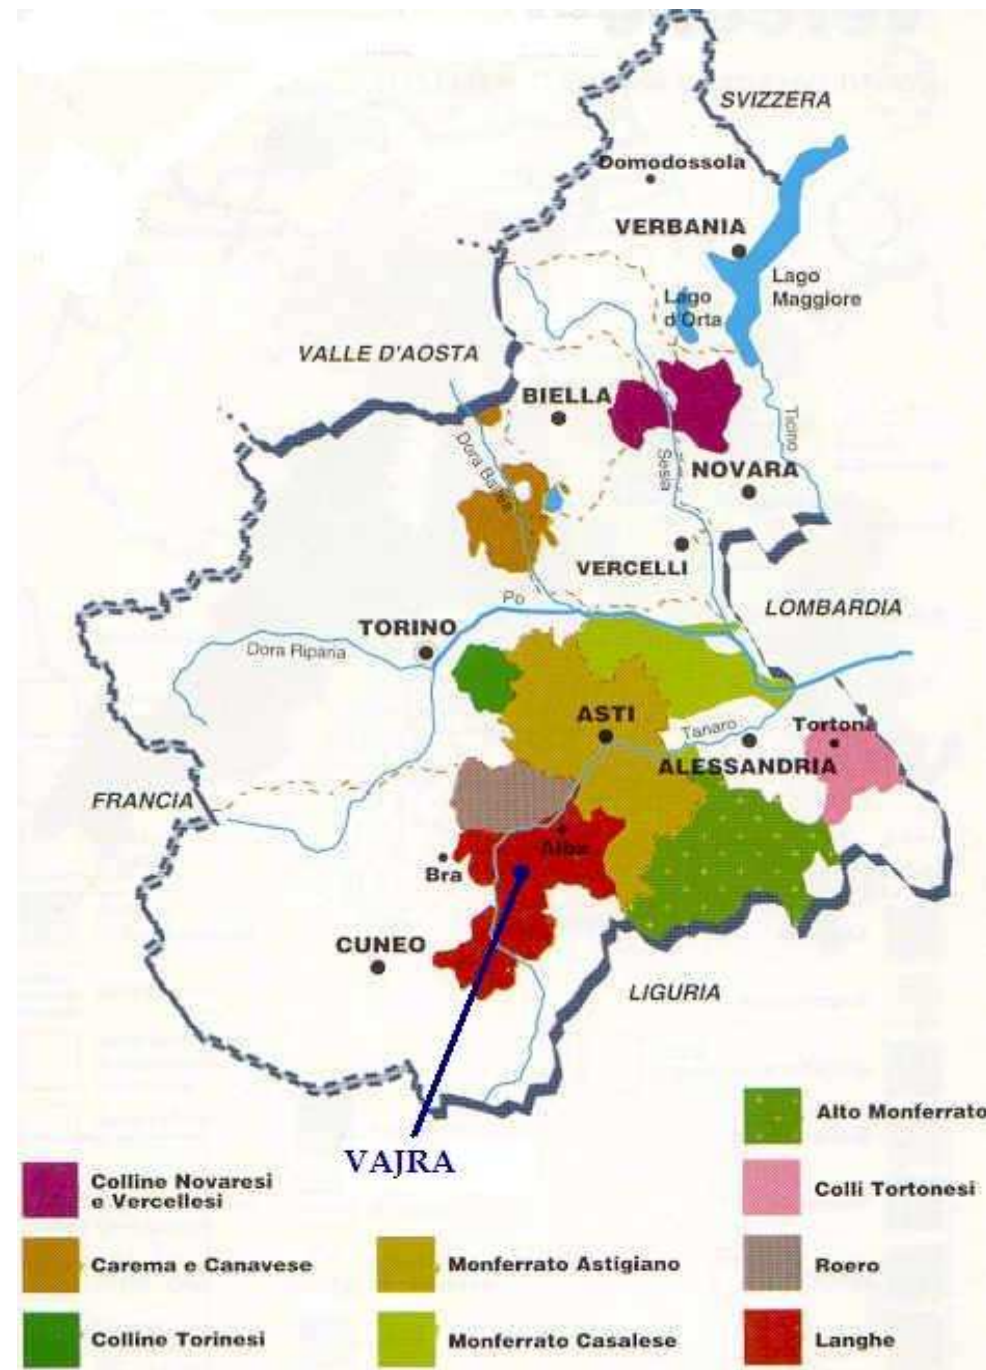 SVIZZERA
Domodossola
VERBANIA
Lago
Maggiore
Lago
d'Orta
VALLE D'AOSTA
BIELLA
Ticino
Dora Baltea
Sesia
NOVARA
VERCELLI
Po
LOMBARDIA
TORINO
Dora Riparia
ASTI
Tanaro
Tortona
ALESSANDRIA
FRANCIA
Alba
Bra
CUNEO
LIGURIA
VAJRA
Colline Novaresi
e Vercellesi
Carema e Canavese
Colline Torinesi
Monferrato Astigiano
Monferrato Casalese
Alto Monferrato
Colli Tortonesi
Roero
Langhe